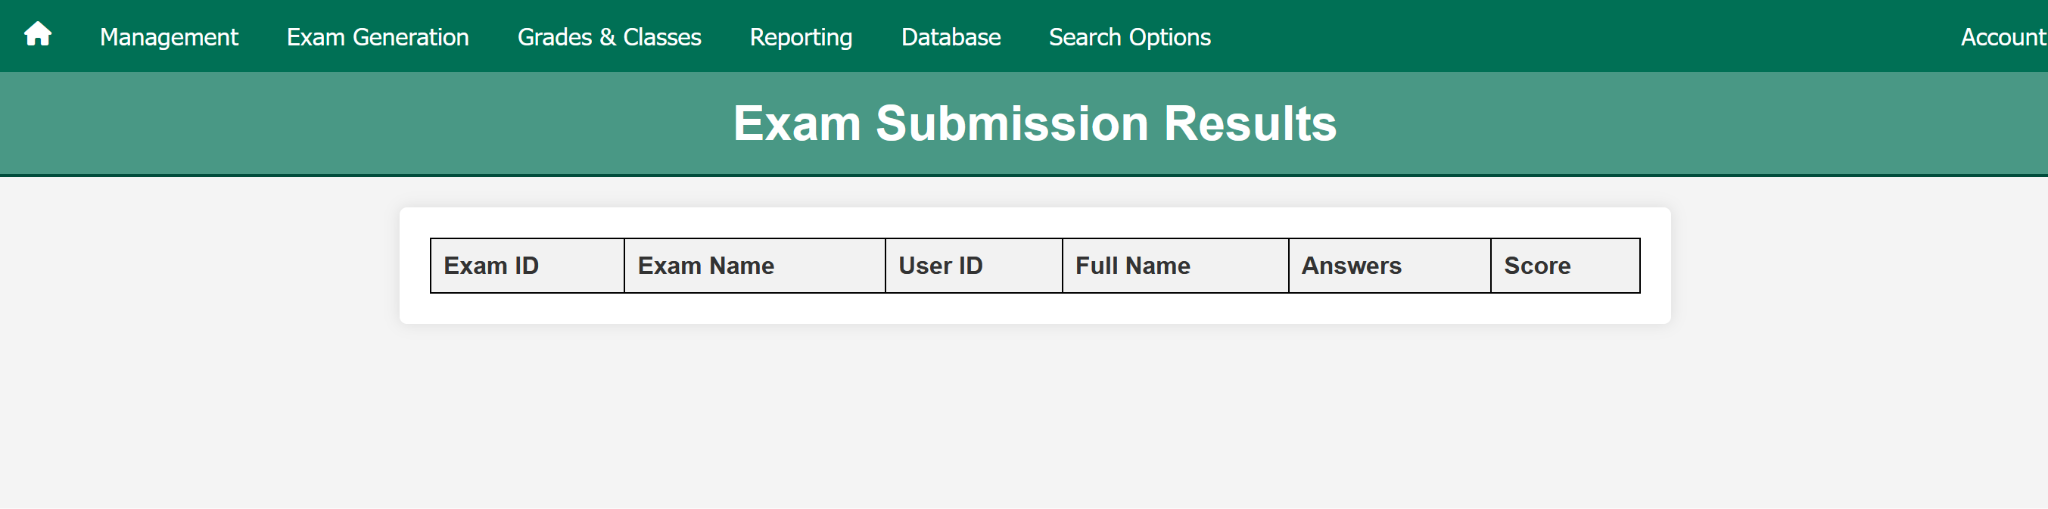 Management Exam Generation Grades & Classes Reporting Database Search Options Account
Exam Submission Results
Exam ID Exam Name User ID Full Name Answers Score